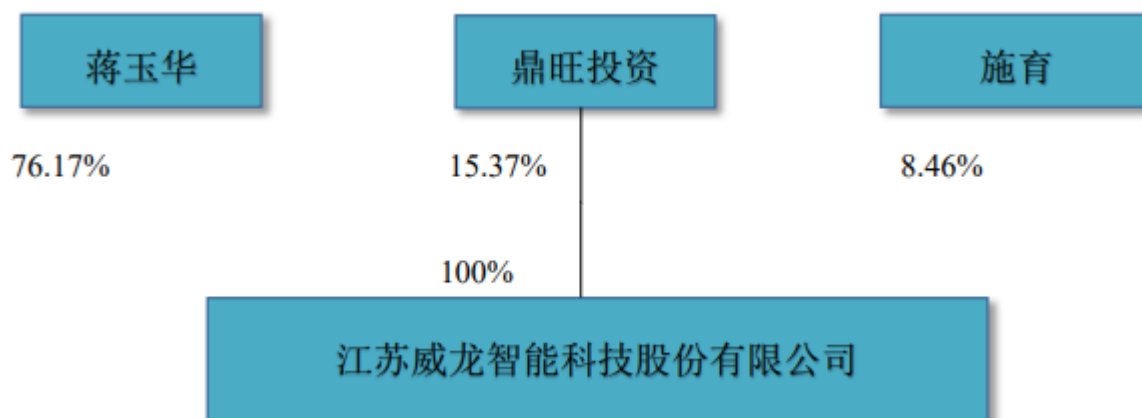 蒋玉华
鼎旺投资
施育
76.17%
15.37%
8.46%
100%
江苏威龙智能科技股份有限公司